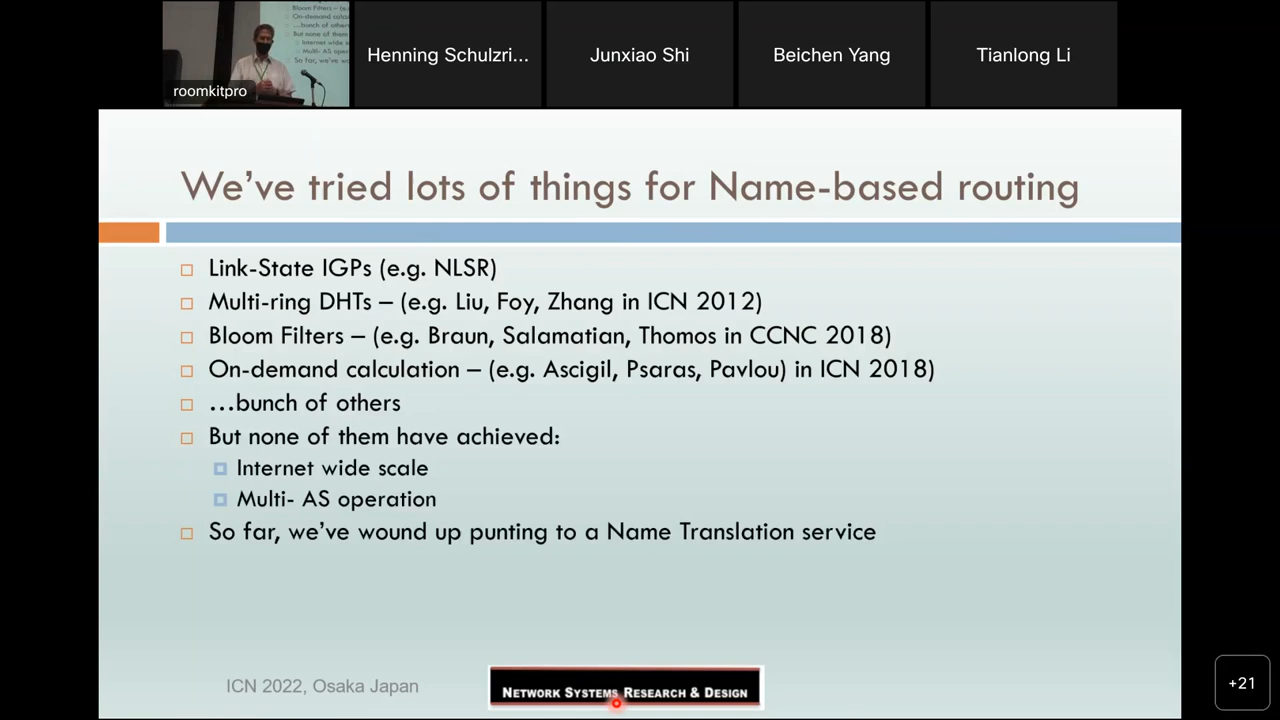 roomkitpro
Henning Schulzri...
Junxiao Shi
Beichen Yang
Tianlong Li
We've tried lots of things for Name-based routing
Link-State IGPs (e.g. NLSR)
Multi-ring DHTs – (e.g. Liu, Foy, Zhang in ICN 2012)
Bloom Filters – (e.g. Braun, Salamatian, Thomos in CCNC 2018)
On-demand calculation – (e.g. Ascigil, Psaras, Pavlou) in ICN 2018)
...bunch of others
But none of them have achieved:
Internet wide scale
Multi- AS operation
So far, we've wound up punting to a Name Translation service
ICN 2022, Osaka Japan
NETWORK SYSTEMS RESEARCH & DESIGN
+21